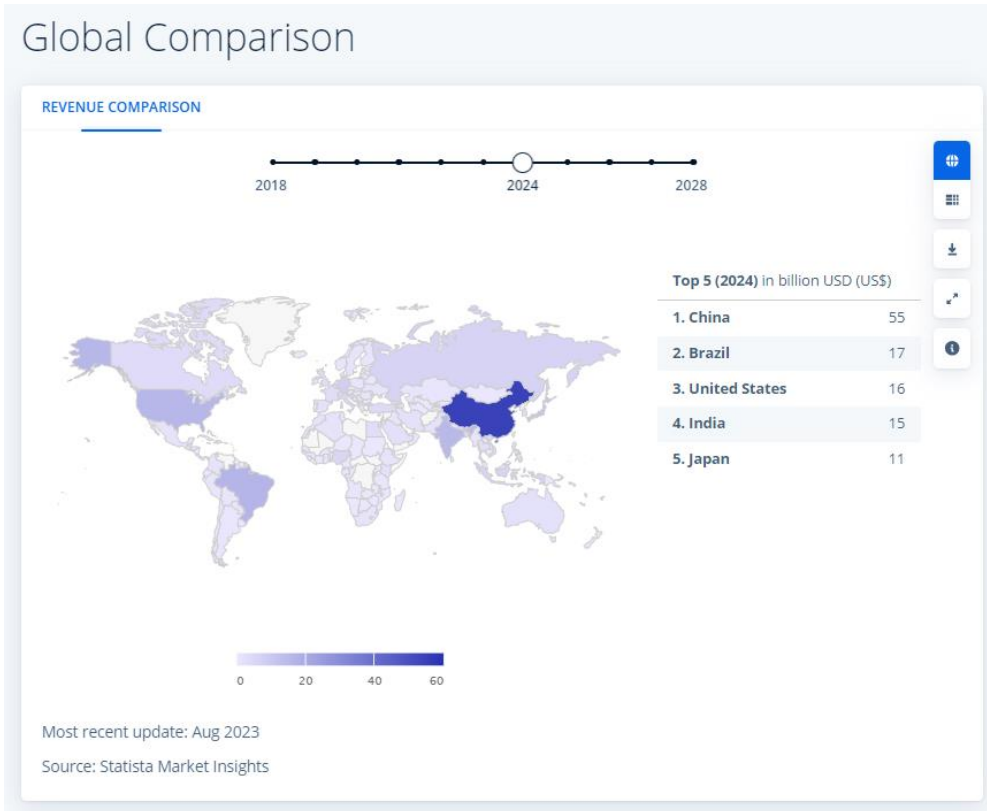 Global Comparison
REVENUE COMPARISON
2018 2024 2028
Top 5 (2024) in billion USD (US$)
1. China 55
2. Brazil 17
3. United States 16
4. India 15
5. Japan 11
0 20 40 60
Most recent update: Aug 2023
Source: Statista Market Insights